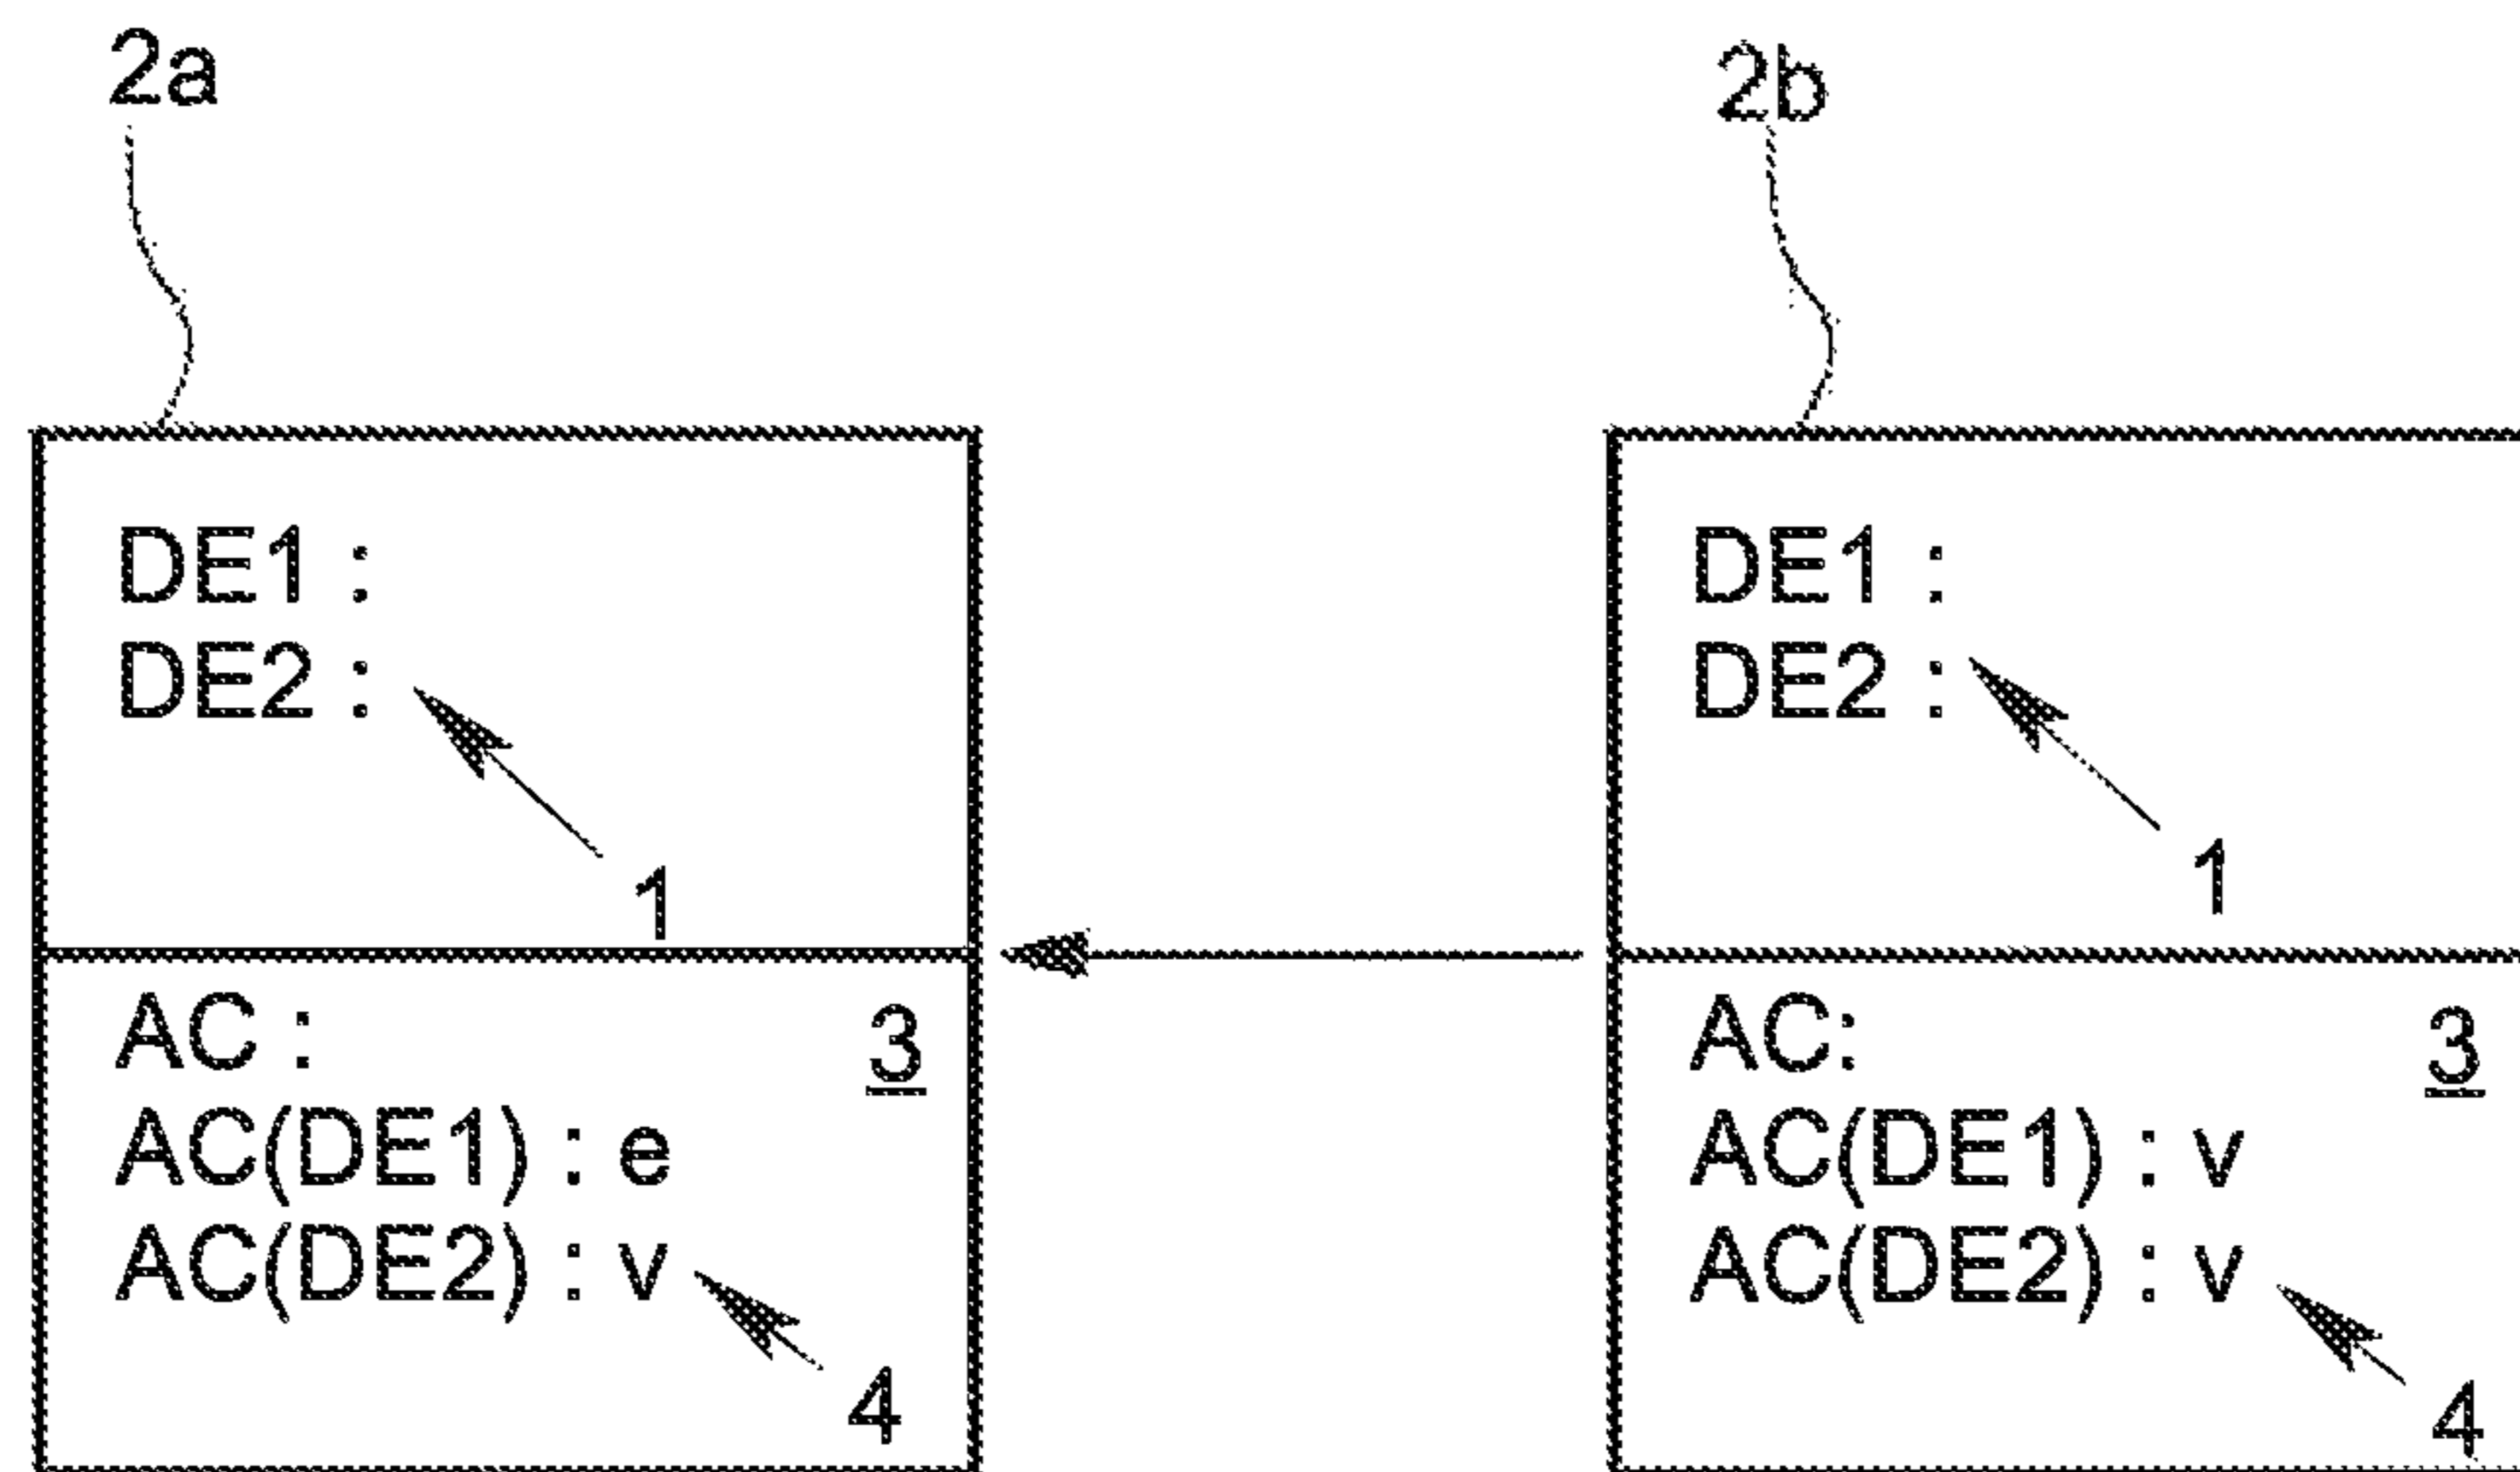 2a
DE1 :
DE2 :
1
AC :
3
AC(DE1) : e
AC(DE2) : v
4
2b
DE1 :
DE2 :
1
AC:
3
AC(DE1) : v
AC(DE2) : v
4